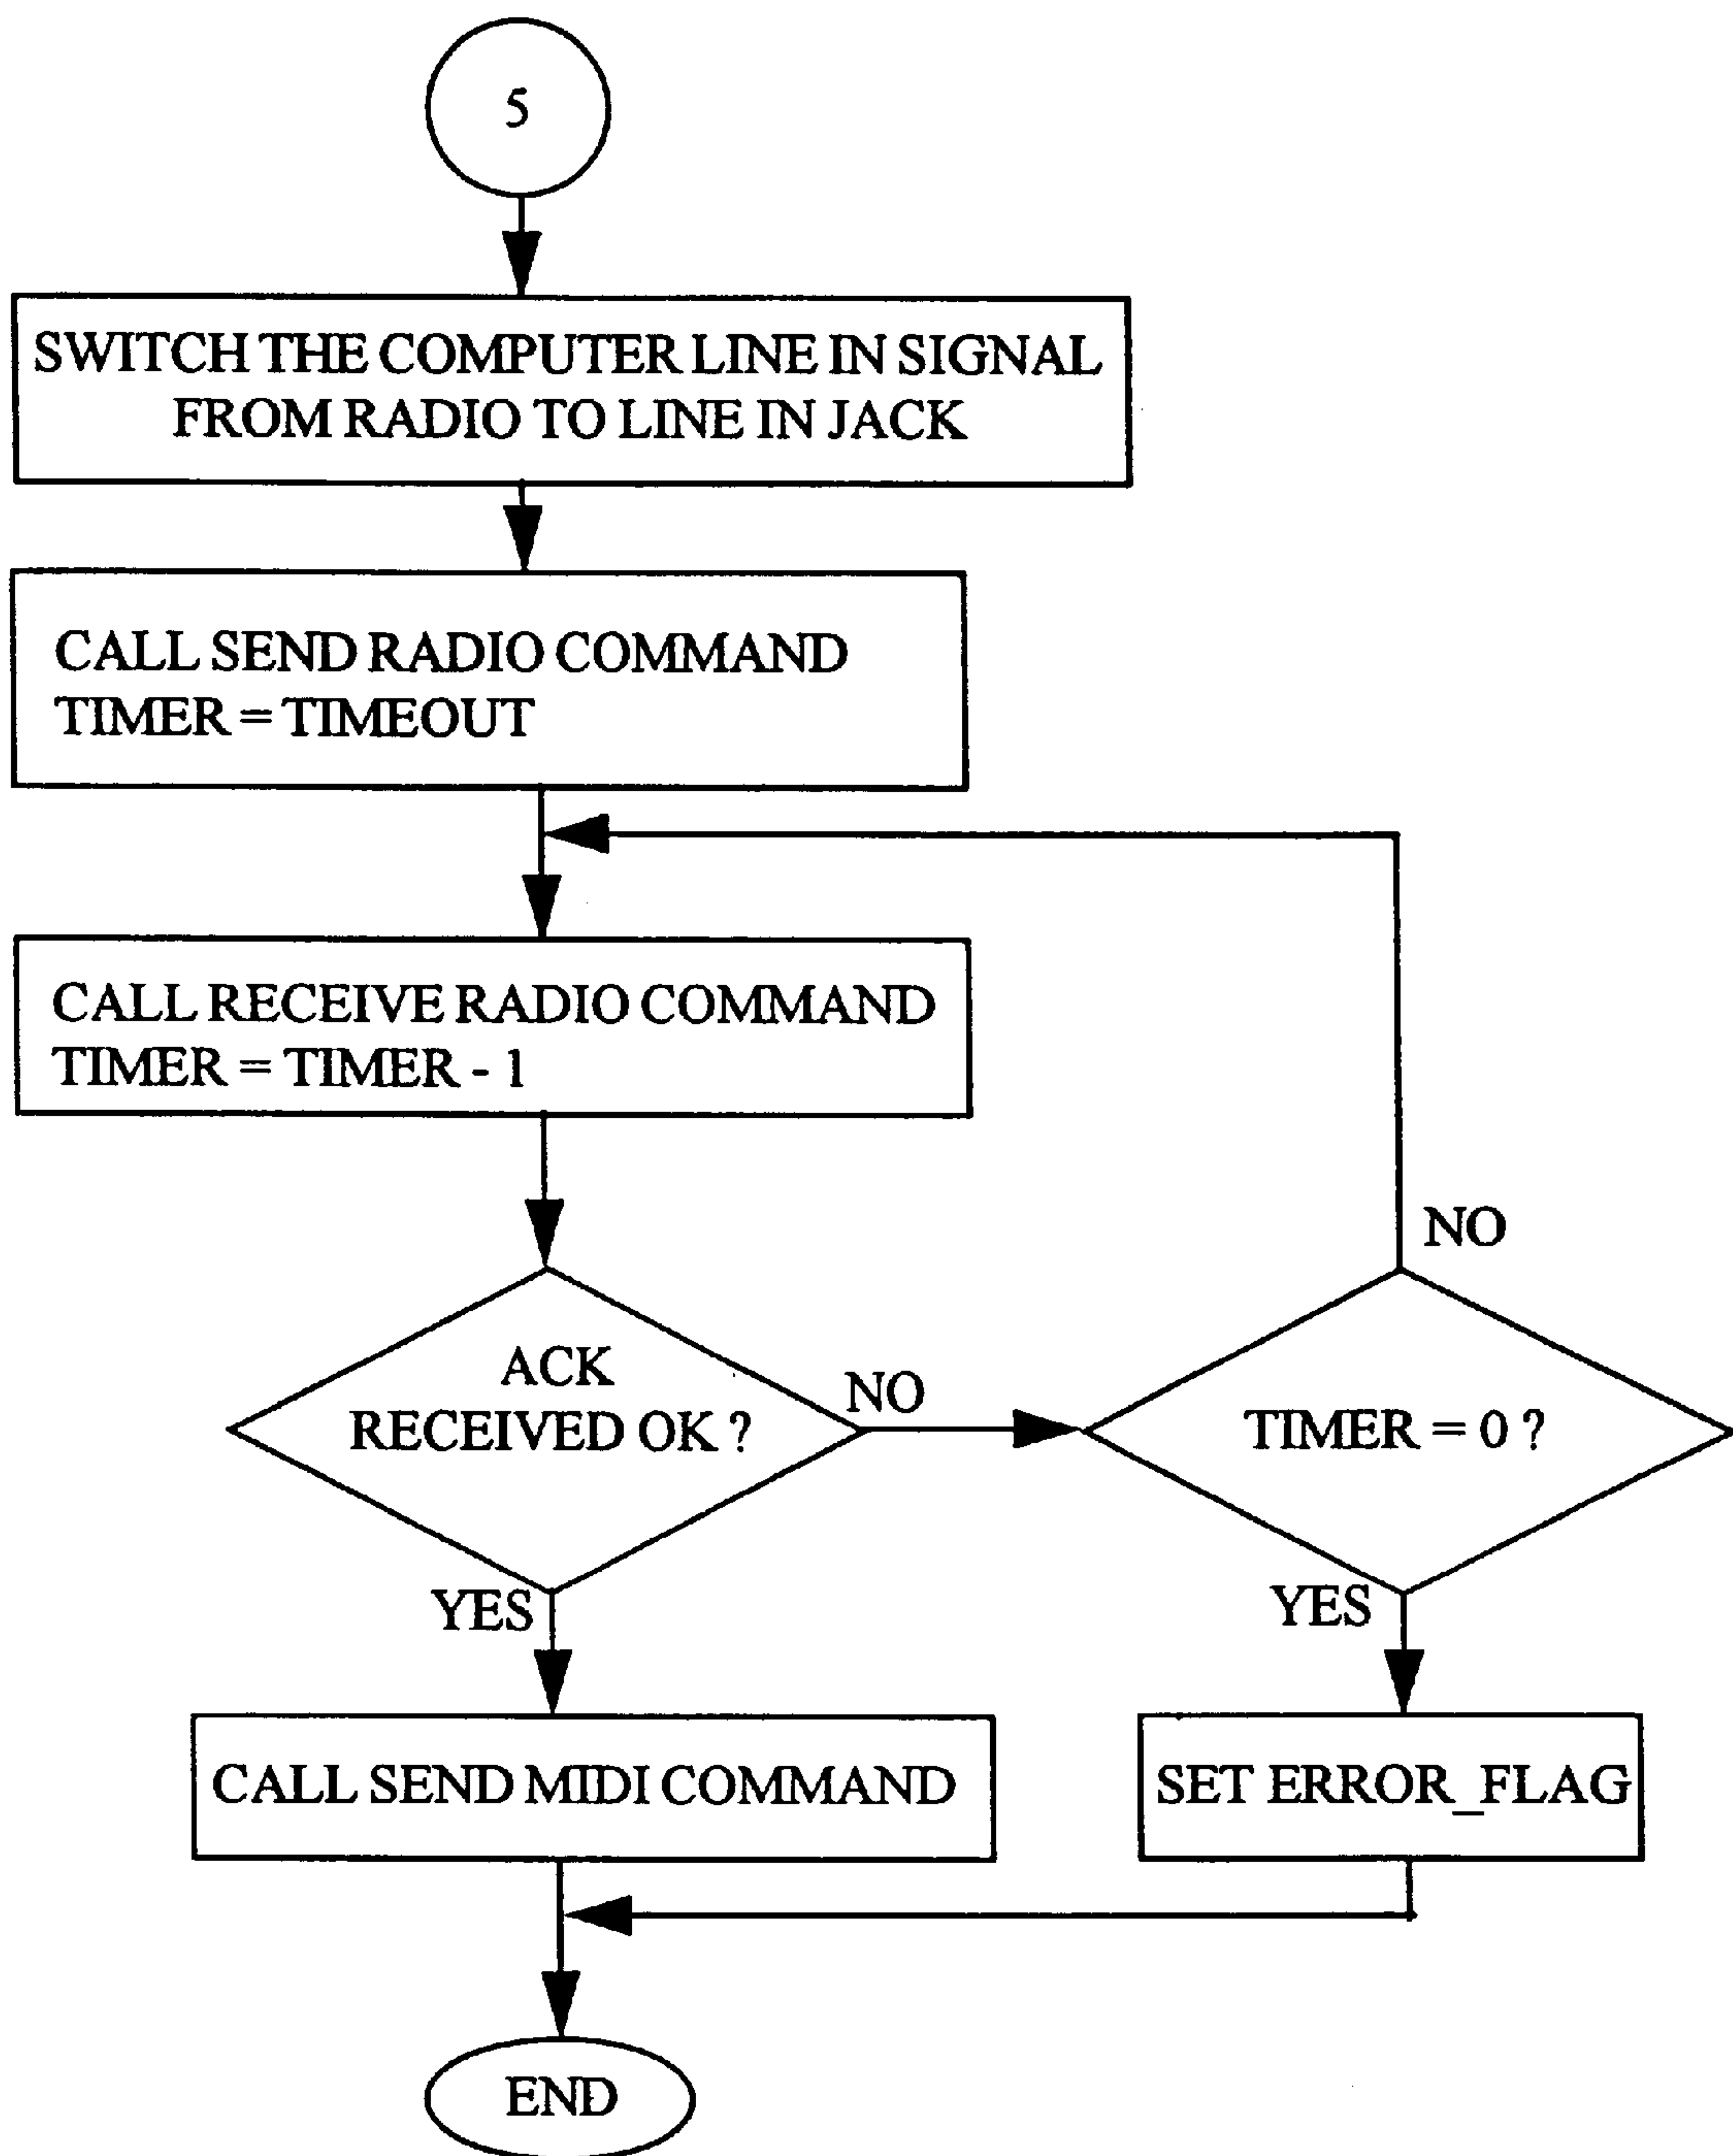 5
SWITCH THE COMPUTER LINE IN SIGNAL
FROM RADIO TO LINE IN JACK
CALL SEND RADIO COMMAND
TIMER = TIMEOUT
CALL RECEIVE RADIO COMMAND
TIMER = TIMER - 1
NO
ACK
RECEIVED OK ?
NO
TIMER = 0 ?
YES
YES
CALL SEND MIDI COMMAND
SET ERROR_FLAG
END